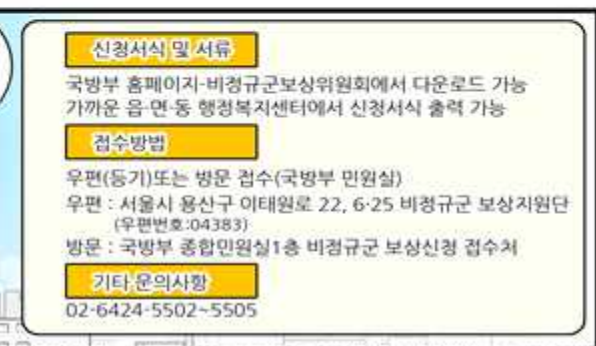 신청서식 및 서류
국방부 홈페이지-비정규군보상위원회에서 다운로드 가능
가까운 읍·면·동 행정복지센터에서 신청서식 출력 가능
접수방법
우편(등기)또는 방문 접수(국방부 민원실)
우편 : 서울시 용산구 이태원로 22, 6·25 비정규군 보상지원단
(우편번호:04383)
방문 : 국방부 종합민원실1층 비정규군 보상신청 접수처
기타 문의사항
02-6424-5502~5505